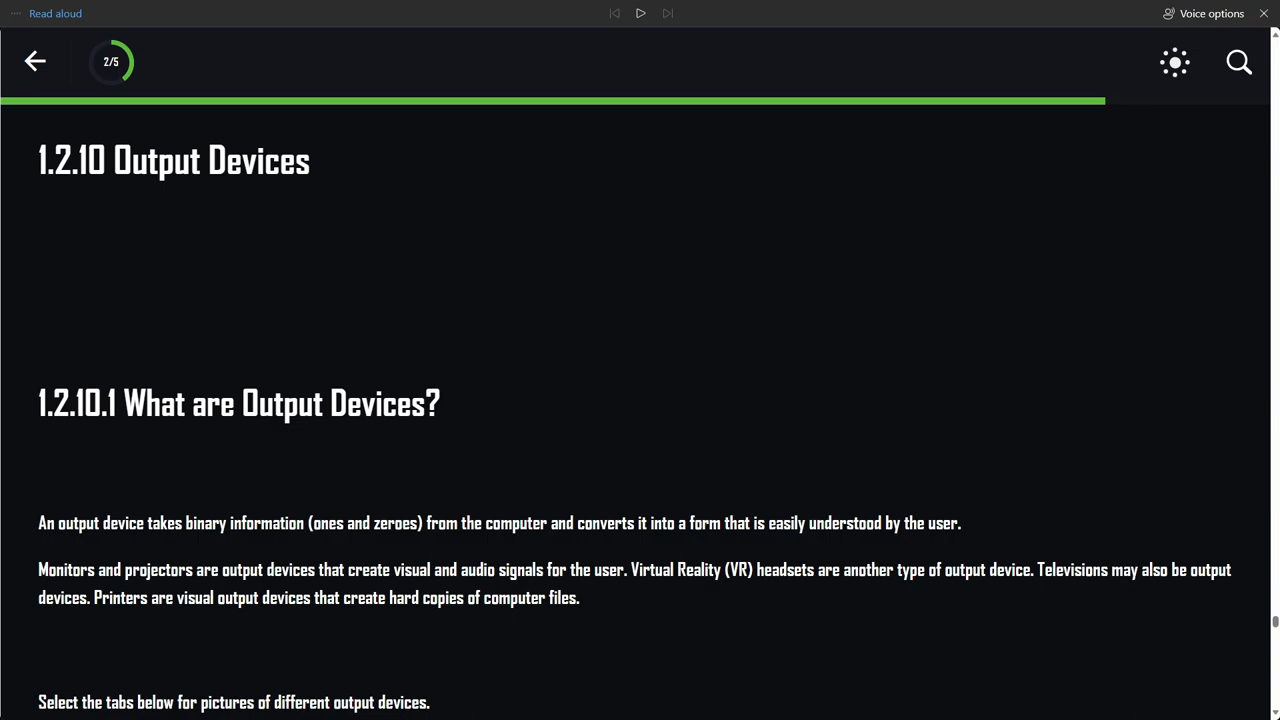 Read aloud
Voice options
2/5
1.2.10 Output Devices
1.2.10.1 What are Output Devices?
An output device takes binary information (ones and zeroes) from the computer and converts it into a form that is easily understood by the user.
Monitors and projectors are output devices that create visual and audio signals for the user. Virtual Reality (VR) headsets are another type of output device. Televisions may also be output
devices. Printers are visual output devices that create hard copies of computer files.
Select the tabs below for pictures of different output devices.